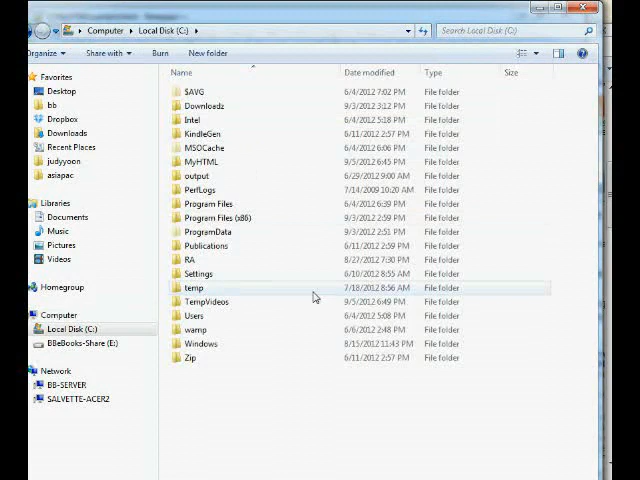 Computer Local Disk (C:) Search Local Disk (C:)
Organize Share with Burn New folder
Name Date modified Type Size
Favorites
Desktop
bb
Dropbox
Downloads
Recent Places
judyyoon
asiapac
Libraries
Documents
Music
Pictures
Videos
Homegroup
Computer
Local Disk (C:)
BBeBooks-Share (E:)
Network
BB-SERVER
SALVETTE-ACER2
$AVG 6/4/2012 7:02 PM File folder
Downloadz 9/3/2012 3:12 PM File folder
Intel 6/4/2012 5:18 PM File folder
KindleGen 6/11/2012 2:57 PM File folder
MSOCache 6/4/2012 6:06 PM File folder
MyHTML 9/5/2012 6:45 PM File folder
output 6/29/2012 9:00 AM File folder
PerfLogs 7/14/2009 10:20 AM File folder
Program Files 6/4/2012 6:39 PM File folder
Program Files (x86) 9/3/2012 2:59 PM File folder
ProgramData 9/3/2012 2:51 PM File folder
Publications 6/11/2012 2:59 PM File folder
RA 8/27/2012 7:30 PM File folder
Settings 6/10/2012 8:55 AM File folder
temp 7/18/2012 8:56 AM File folder
TempVideos 9/5/2012 6:49 PM File folder
Users 6/4/2012 5:08 PM File folder
wamp 6/6/2012 2:48 PM File folder
Windows 8/15/2012 11:43 PM File folder
Zip 6/11/2012 2:57 PM File folder